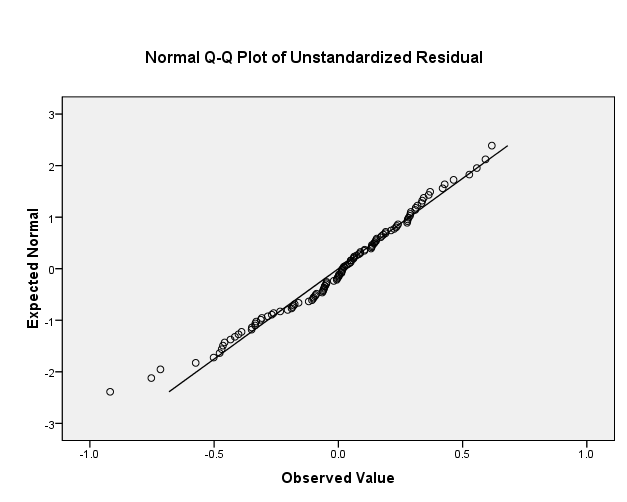 Normal Q-Q Plot of Unstandardized Residual
Expected Normal
3
2
1
0
-1
-2
-3
-1.0 -0.5 0.0 0.5 1.0
Observed Value